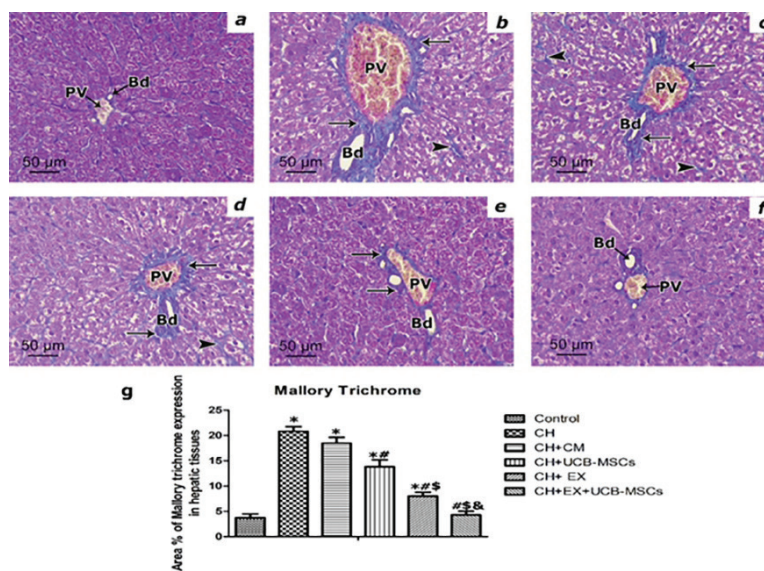 a
PV
Bd
50 µm
b
PV
Bd
50 µm
c
PV
Bd
50 µm
d
PV
Bd
50 µm
e
PV
Bd
50 µm
f
Bd
PV
50 µm
g
Mallory Trichrome
Area % of Mallory trichrome expression
in hepatic tissues
25
20
15
10
5
0
*
*
*#
*#$
#$&
Control
CH
CH+CM
CH+UCB-MSCs
CH+ EX
CH+EX+UCB-MSCs